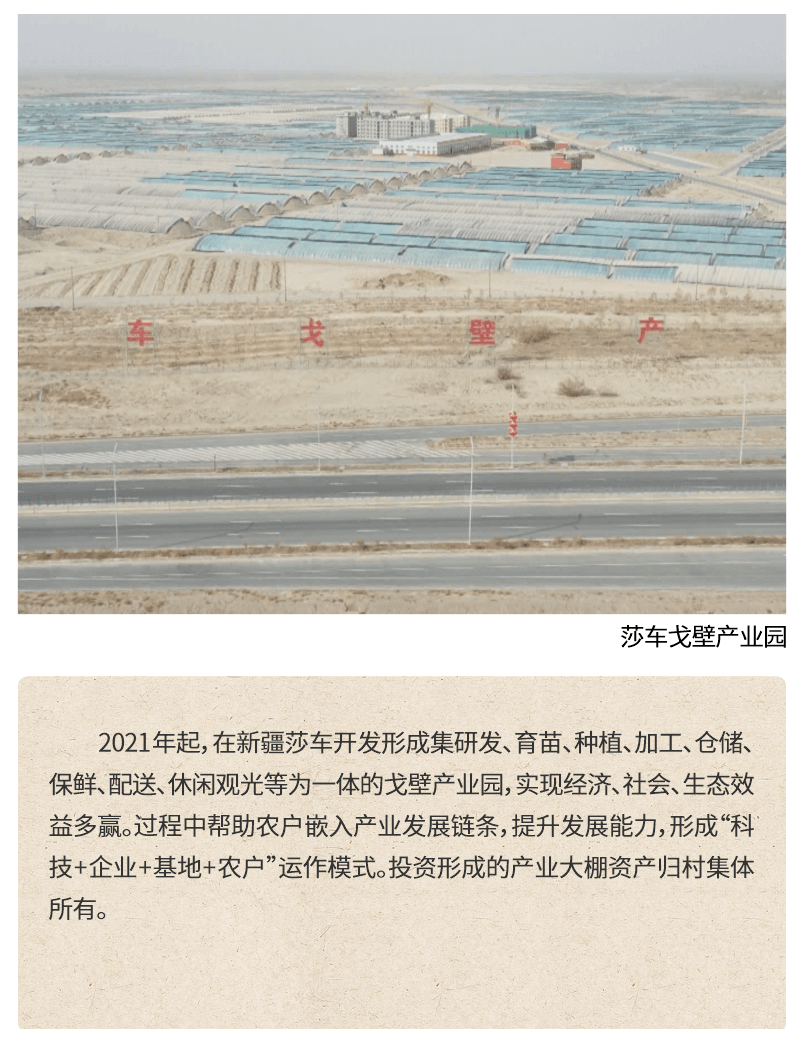 车 戈 壁 产
莎车戈壁产业园
2021年起,在新疆莎车开发形成集研发、育苗、种植、加工、仓储、
保鲜、配送、休闲观光等为一体的戈壁产业园,实现经济、社会、生态效
益多赢。过程中帮助农户嵌入产业发展链条,提升发展能力,形成“科
技+企业+基地+农户”运作模式。投资形成的产业大棚资产归村集体
所有。